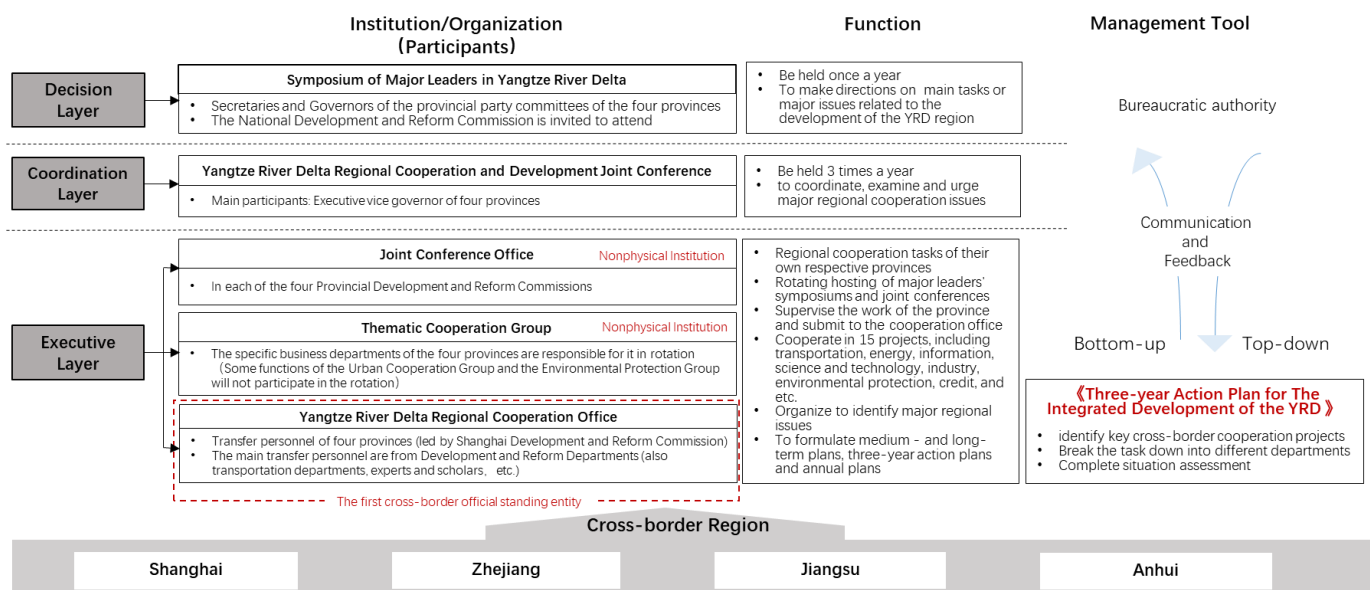 Institution/Organization
(Participants)
Function
Management Tool
Decision
Layer
Symposium of Major Leaders in Yangtze River Delta
• Secretaries and Governors of the provincial party committees of the four provinces
• The National Development and Reform Commission is invited to attend
• Be held once a year
• To make directions on main tasks or
major issues related to the
development of the YRD region
Bureaucratic authority
Coordination
Layer
Yangtze River Delta Regional Cooperation and Development Joint Conference
• Main participants: Executive vice governor of four provinces
• Be held 3 times a year
• to coordinate, examine and urge
major regional cooperation issues
Communication
and
Feedback
Executive
Layer
Joint Conference Office
Nonphysical Institution
• In each of the four Provincial Development and Reform Commissions
Thematic Cooperation Group
Nonphysical Institution
• The specific business departments of the four provinces are responsible for it in rotation
(Some functions of the Urban Cooperation Group and the Environmental Protection Group
will not participate in the rotation)
Yangtze River Delta Regional Cooperation Office
• Transfer personnel of four provinces (led by Shanghai Development and Reform Commission)
• The main transfer personnel are from Development and Reform Departments (also
transportation departments, experts and scholars, etc.)
The first cross-border official standing entity
• Regional cooperation tasks of their
own respective provinces
• Rotating hosting of major leaders'
symposiums and joint conferences
• Supervise the work of the province
and submit to the cooperation office
• Cooperate in 15 projects, including
transportation, energy, information,
science and technology, industry,
environmental protection, credit, and
etc.
• Organize to identify major regional
issues
• To formulate medium - and long-
term plans, three-year action plans
and annual plans
Bottom-up
Top-down
《Three-year Action Plan for The
Integrated Development of the YRD 》
• identify key cross-border cooperation projects
• Break the task down into different departments
• Complete situation assessment
Cross-border Region
Shanghai
Zhejiang
Jiangsu
Anhui